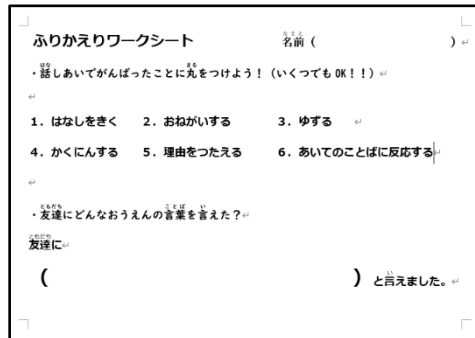 ふりかえりワークシート 名前（ ）
・話しあいでがんばったことに丸をつけよう！（いくつでも OK！！）
1．はなしをきく 2．おねがいする 3．ゆずる
4．かくにんする 5．理由をつたえる 6．あいてのことばに反応する
・友達にどんなおうえんの言葉を言えた？
友達に
（ ）と言えました。